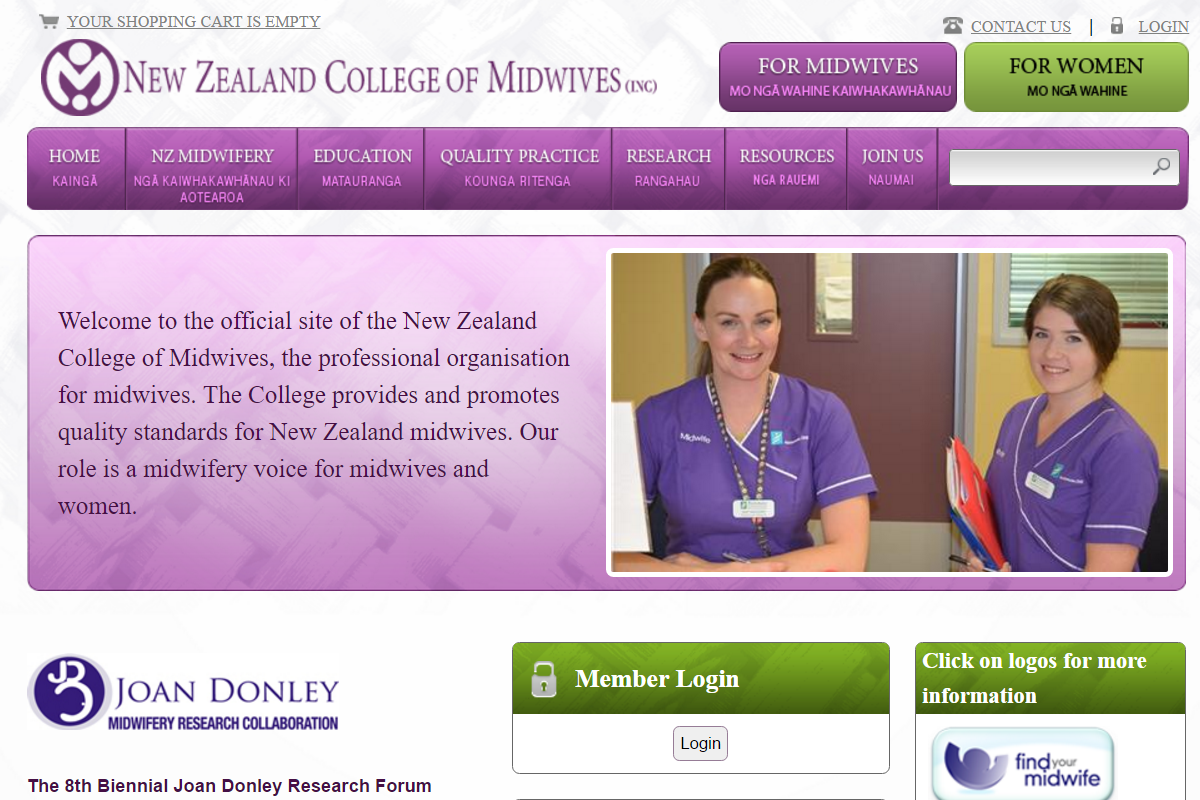 YOUR SHOPPING CART IS EMPTY
CONTACT US | LOGIN
NEW ZEALAND COLLEGE OF MIDWIVES (INC)
FOR MIDWIVES
MO NGĀ WAHINE KAIWHAKAWHĀNAU
FOR WOMEN
MO NGĀ WAHINE
HOME
KAINGĀ
NZ MIDWIFERY
NGĀ KAIWHAKAWHĀNAU KI
AOTEAROA
EDUCATION
MATAURANGA
QUALITY PRACTICE
KOUNGA RITENGA
RESEARCH
RANGAHAU
RESOURCES
NGA RAUEMI
JOIN US
NAUMAI
Welcome to the official site of the New Zealand
College of Midwives, the professional organisation
for midwives. The College provides and promotes
quality standards for New Zealand midwives. Our
role is a midwifery voice for midwives and
women.
Midwife
JOAN DONLEY
MIDWIFERY RESEARCH COLLABORATION
The 8th Biennial Joan Donley Research Forum
Member Login
Login
Click on logos for more
information
find your
midwife